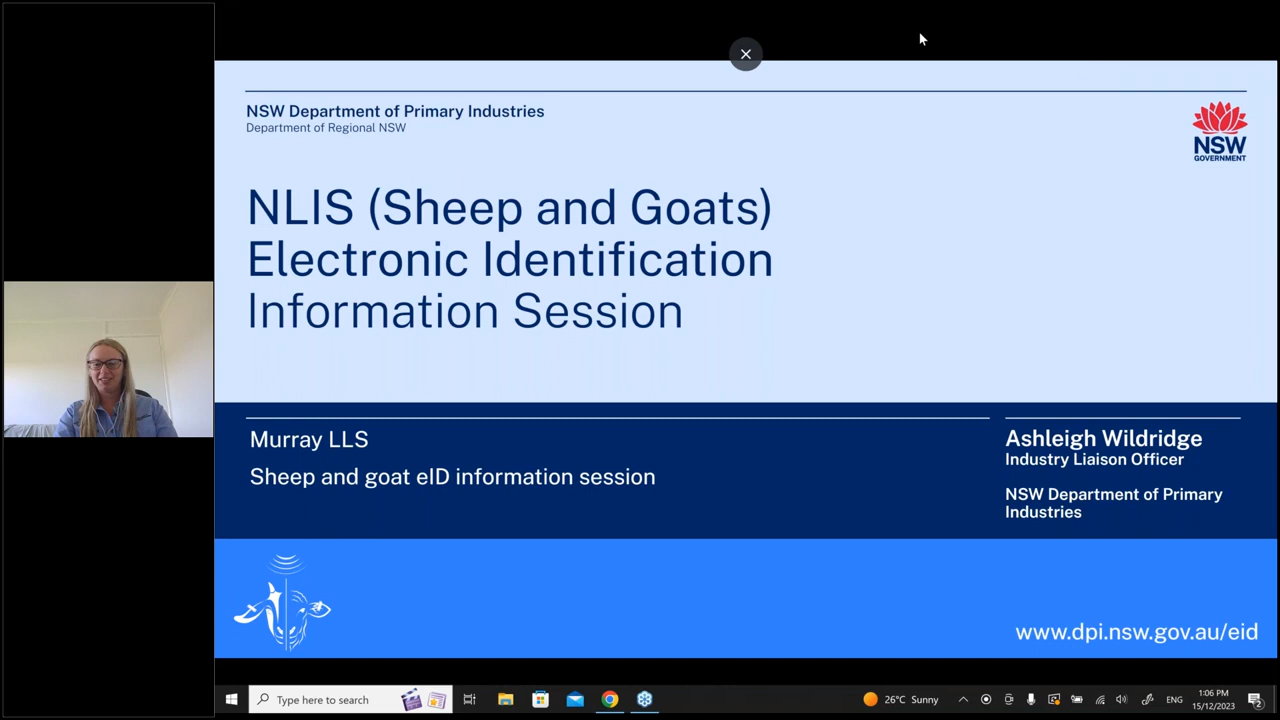 NSW Department of Primary Industries
Department of Regional NSW
NSW
GOVERNMENT
NLIS (Sheep and Goats)
Electronic Identification
Information Session
Murray LLS
Sheep and goat eID information session
Ashleigh Wildridge
Industry Liaison Officer
NSW Department of Primary
Industries
www.dpi.nsw.gov.au/eid
Type here to search
26°C Sunny
ENG
1:06 PM
15/12/2023
2